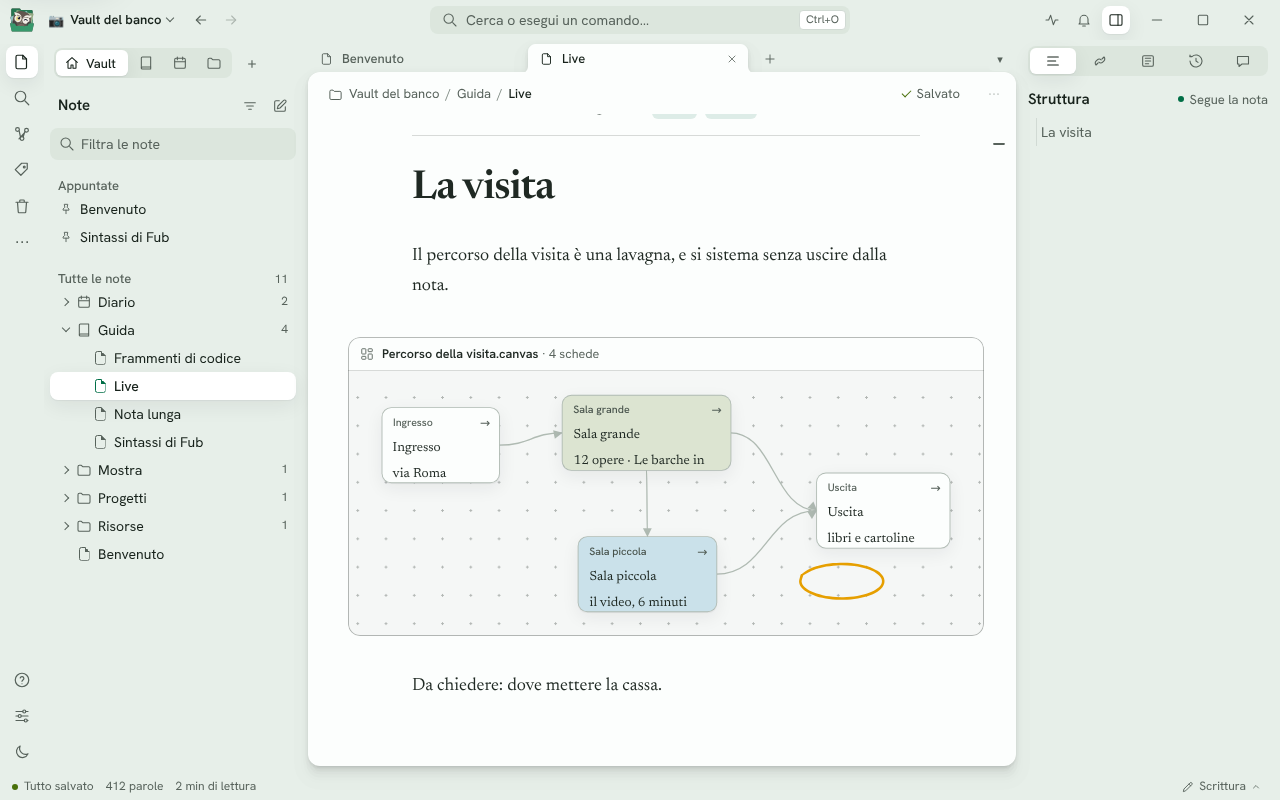 Vault del banco
Cerca o esegui un comando…
Ctrl+O
Vault
Note
Filtra le note
Appuntate
Benvenuto
Sintassi di Fub
Tutte le note 11
Diario 2
Guida 4
Frammenti di codice
Live
Nota lunga
Sintassi di Fub
Mostra 1
Progetti 1
Risorse 1
Benvenuto
Benvenuto
Live
Vault del banco / Guida / Live
Salvato
La visita
Il percorso della visita è una lavagna, e si sistema senza uscire dalla
nota.
Percorso della visita.canvas · 4 schede
Ingresso →
Ingresso
via Roma
Sala grande →
Sala grande
12 opere · Le barche in
Sala piccola →
Sala piccola
il video, 6 minuti
Uscita →
Uscita
libri e cartoline
Da chiedere: dove mettere la cassa.
Struttura
Segue la nota
La visita
Tutto salvato 412 parole 2 min di lettura
Scrittura